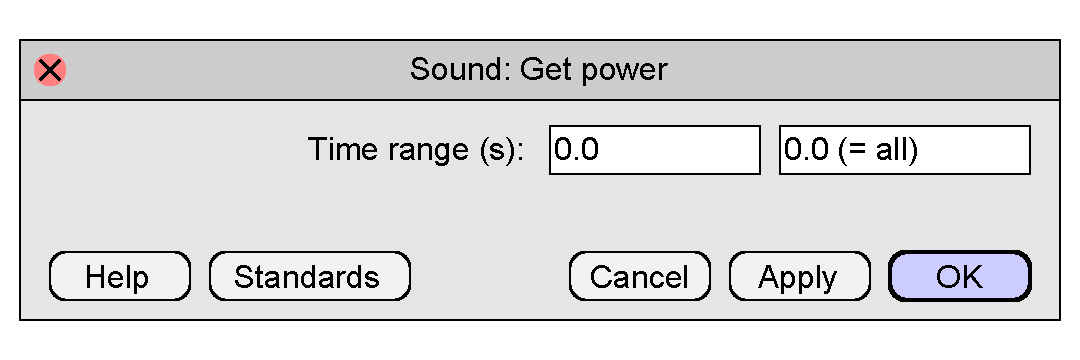 Sound: Get power
Time range (s): 0.0 0.0 (= all)
Help Standards Cancel Apply OK